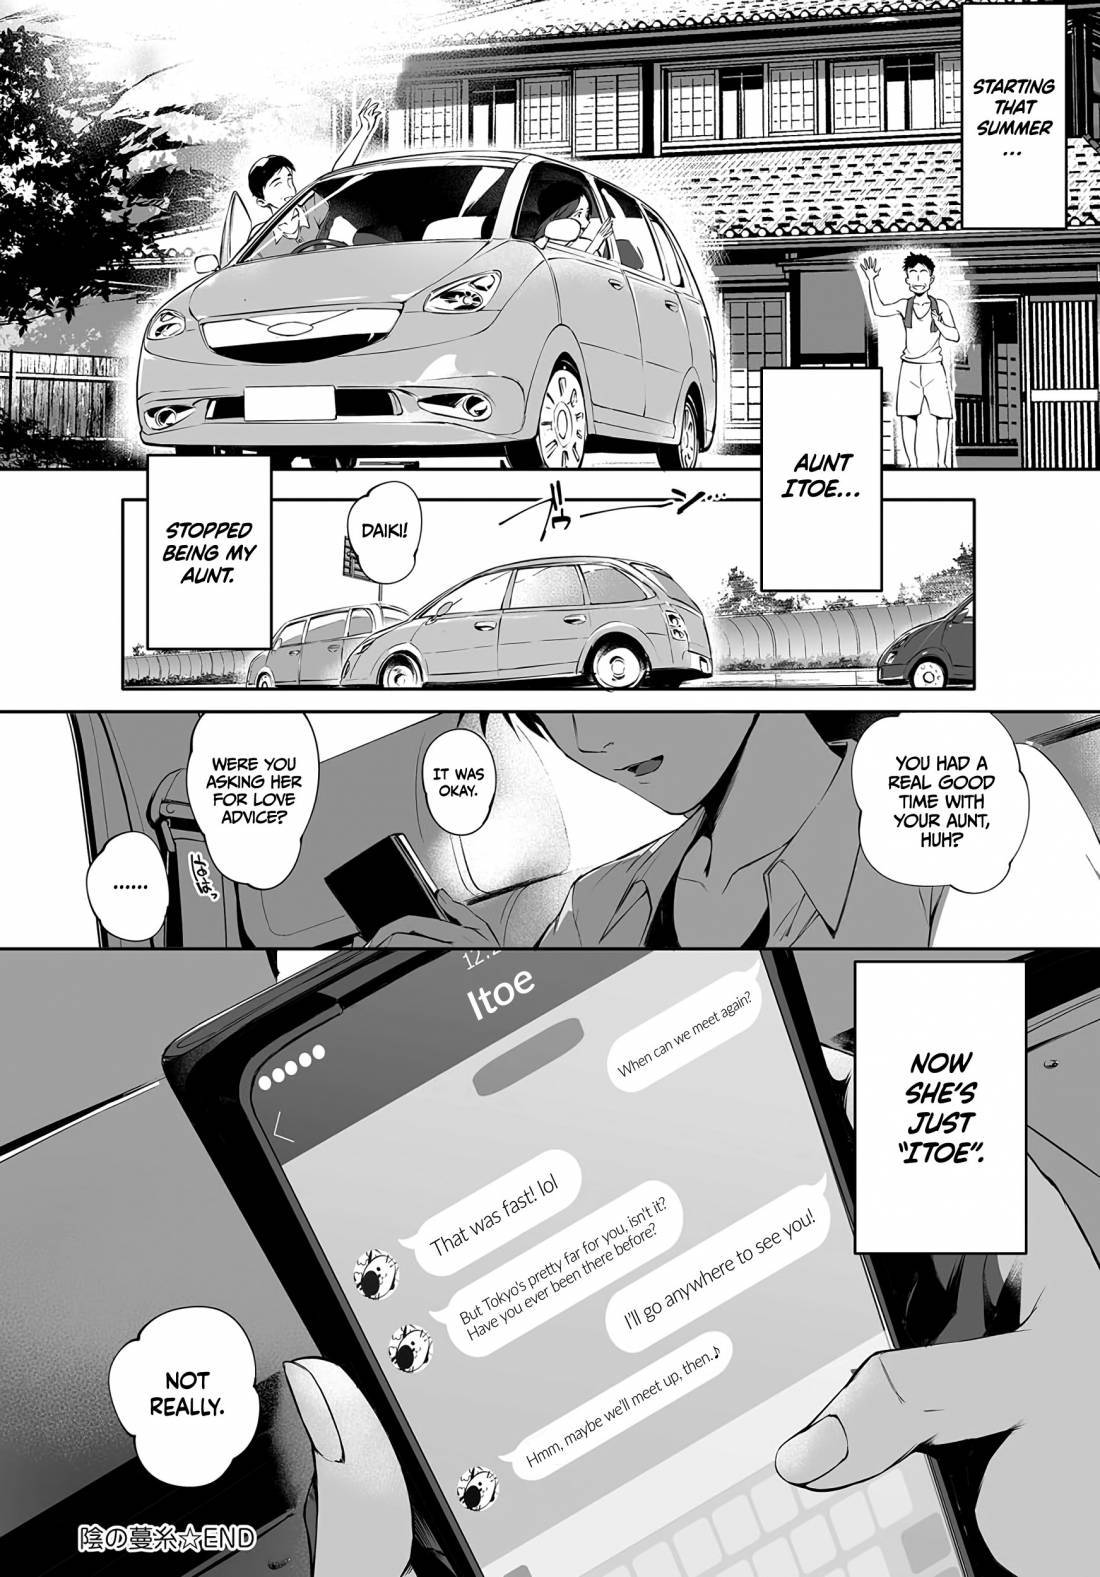 STARTING
THAT
SUMMER
...
AUNT
ITOE...
STOPPED
BEING MY
AUNT.
DAIKI!
YOU HAD A
REAL GOOD
TIME WITH
YOUR AUNT,
HUH?
IT WAS
OKAY.
WERE YOU
ASKING HER
FOR LOVE
ADVICE?
......
NOW
SHE'S
JUST
"ITOE".
Itoe
When can we meet again?
That was fast! lol
But Tokyo's pretty far for you, isn't it?
Have you ever been there before?
I'll go anywhere to see you!
Hmm, maybe we'll meet up, then.♪
NOT
REALLY.
陰の蔓糸☆END